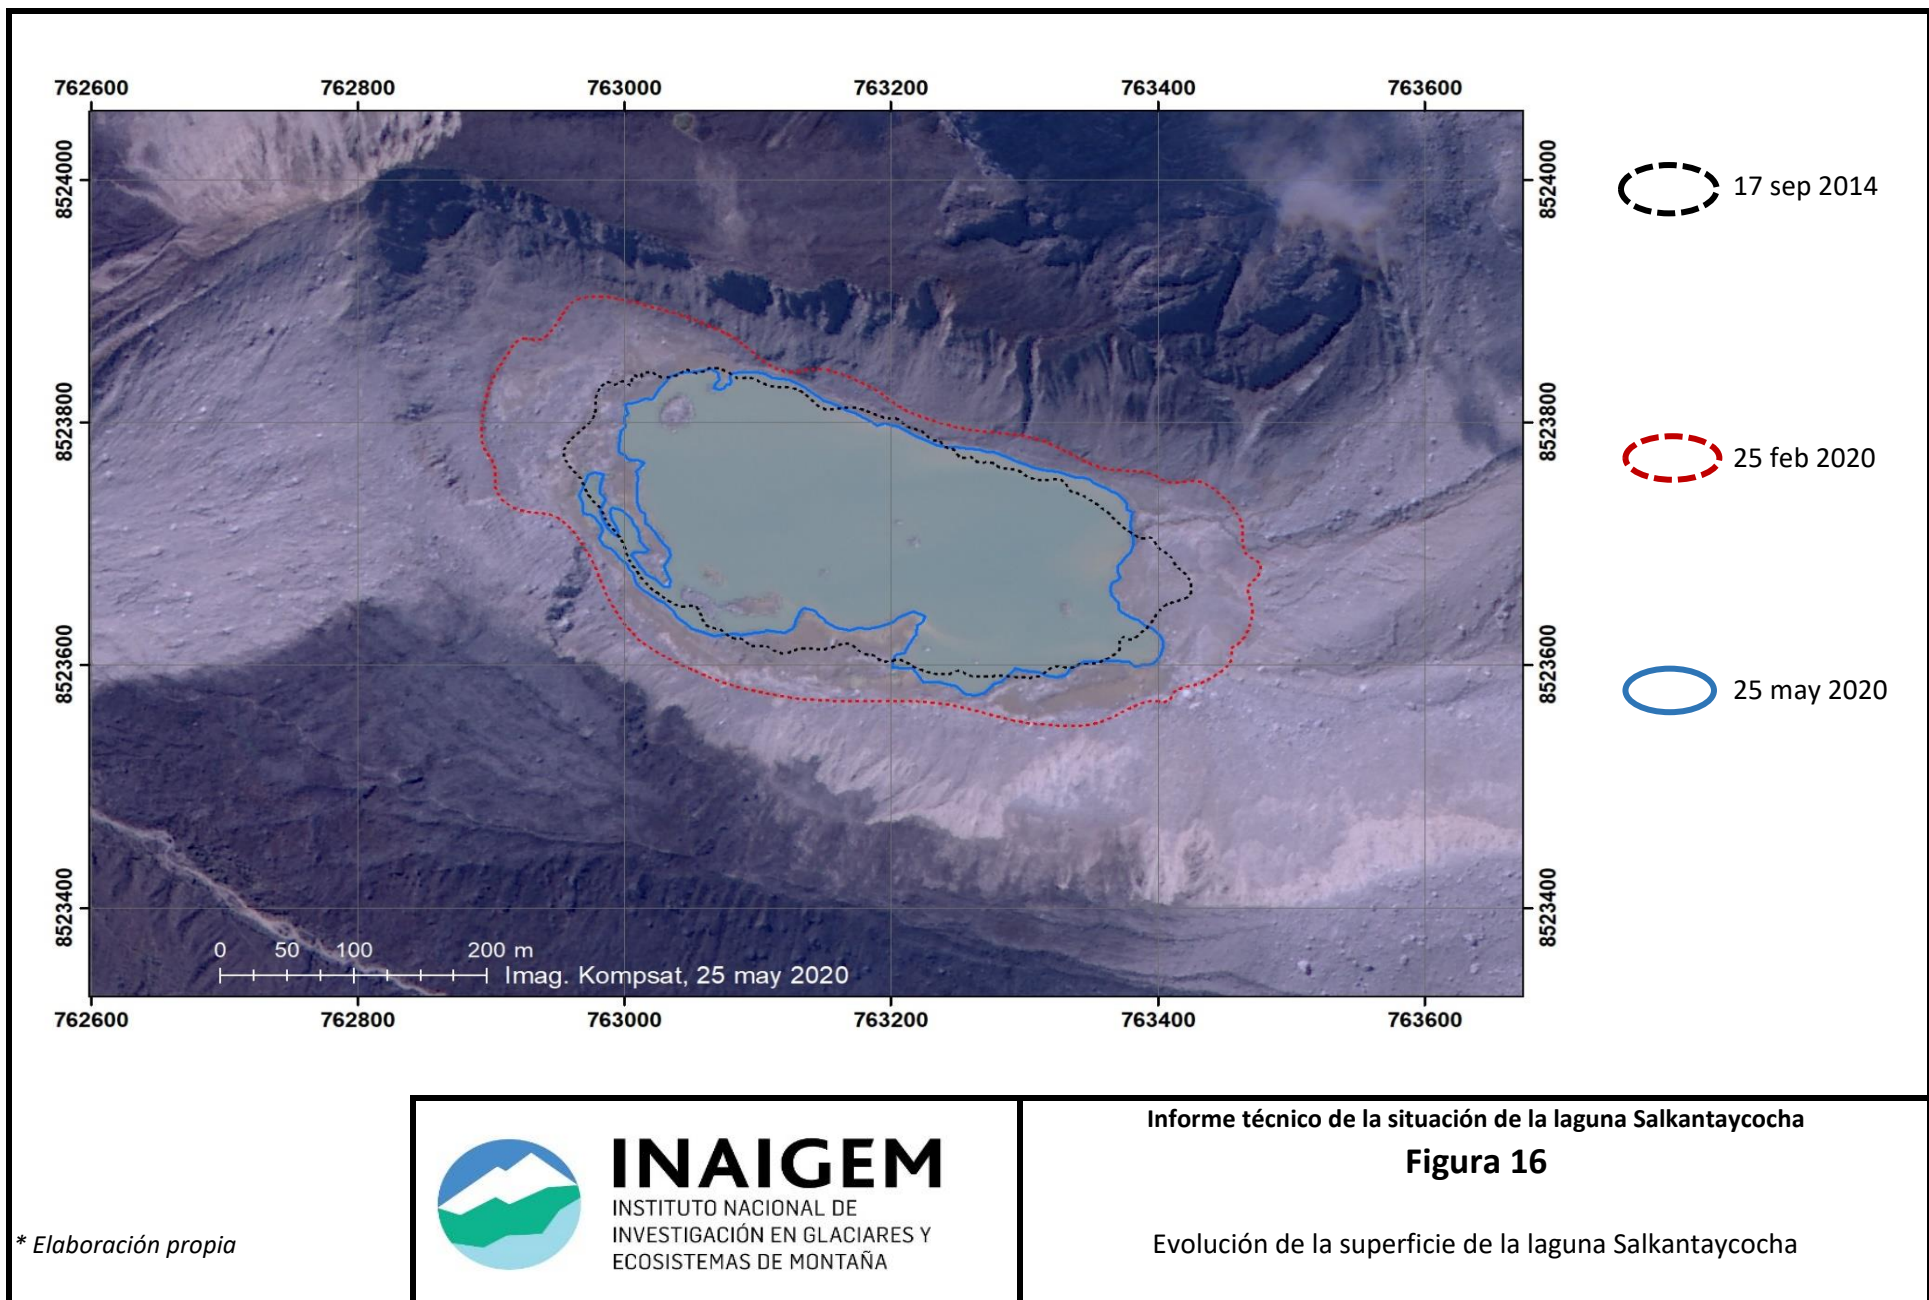 762600 762800 763000 763200 763400 763600
8524000 8524000
17 sep 2014
8523800 8523800
25 feb 2020
8523600 8523600
25 may 2020
8523400 8523400
0 50 100 200 m
Imag. Kompsat, 25 may 2020
762600 762800 763000 763200 763400 763600
* Elaboración propia
INAIGEM
INSTITUTO NACIONAL DE
INVESTIGACIÓN EN GLACIARES Y
ECOSISTEMAS DE MONTAÑA
Informe técnico de la situación de la laguna Salkantaycocha
Figura 16
Evolución de la superficie de la laguna Salkantaycocha